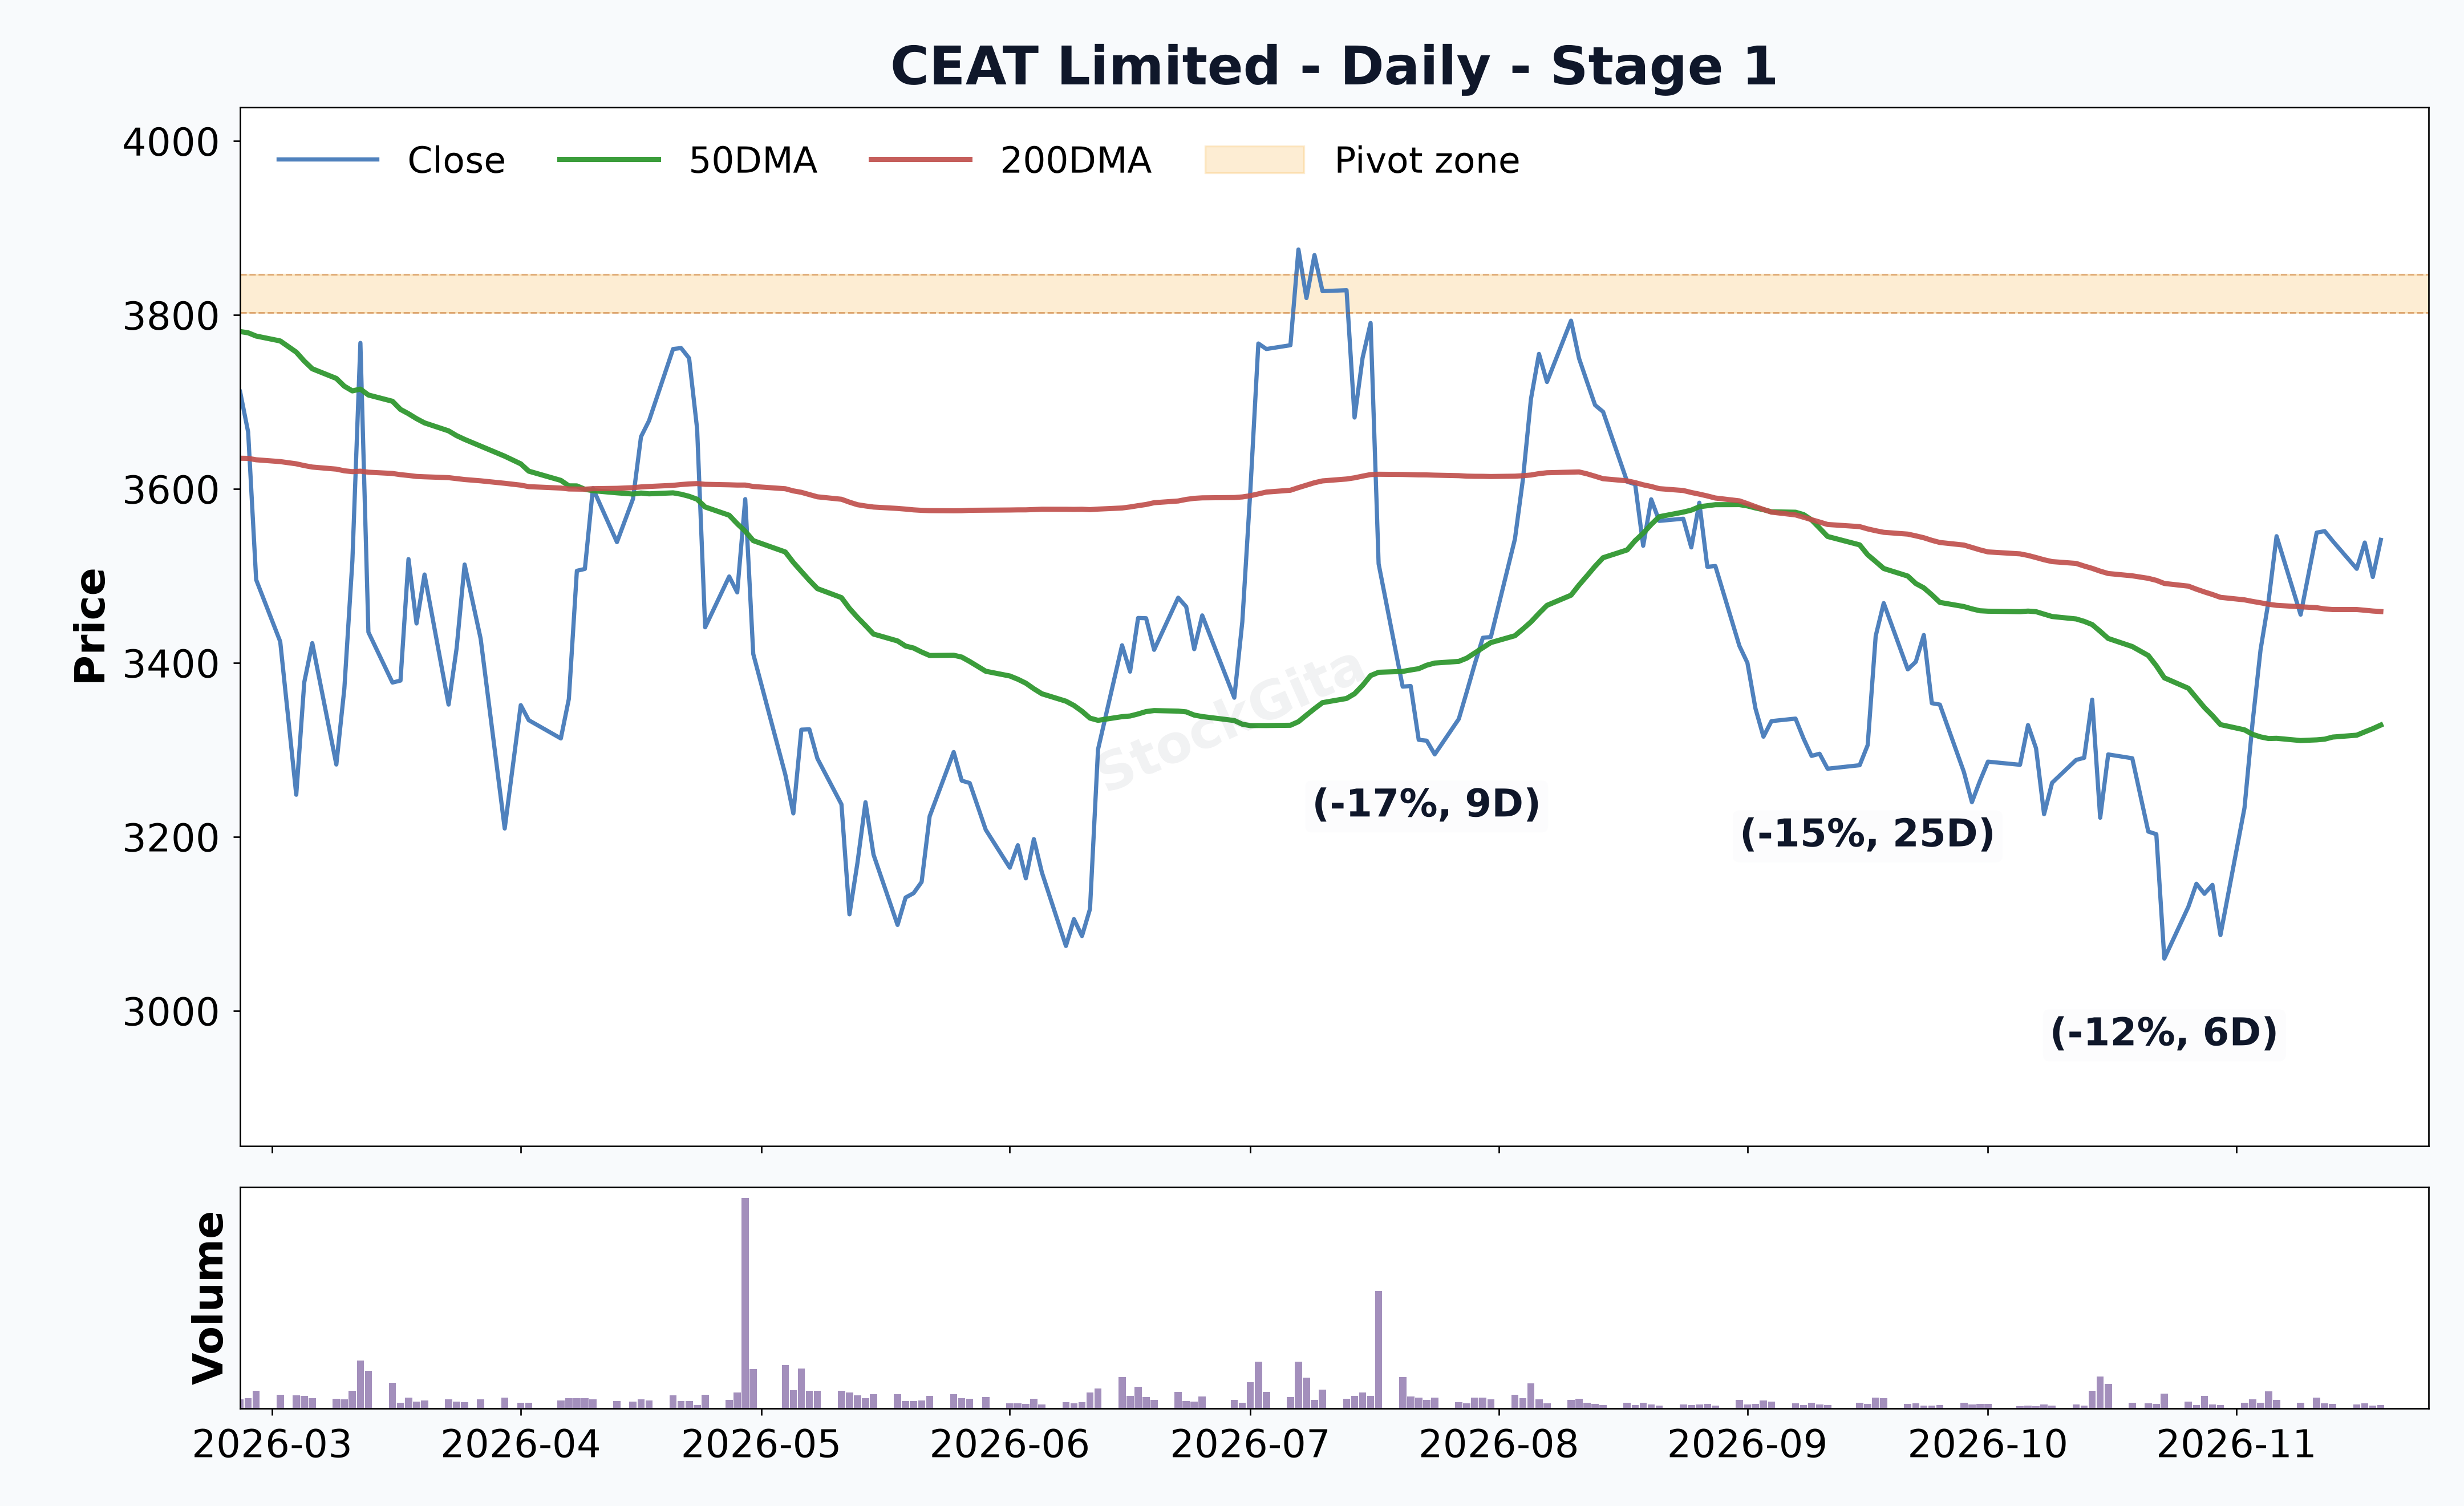 CEAT Limited - Daily - Stage 1
Close 50DMA 200DMA Pivot zone
Price
4000
3800
3600
3400
3200
3000
StockGita
(-17%, 9D)
(-15%, 25D)
(-12%, 6D)
Volume
2026-03 2026-04 2026-05 2026-06 2026-07 2026-08 2026-09 2026-10 2026-11